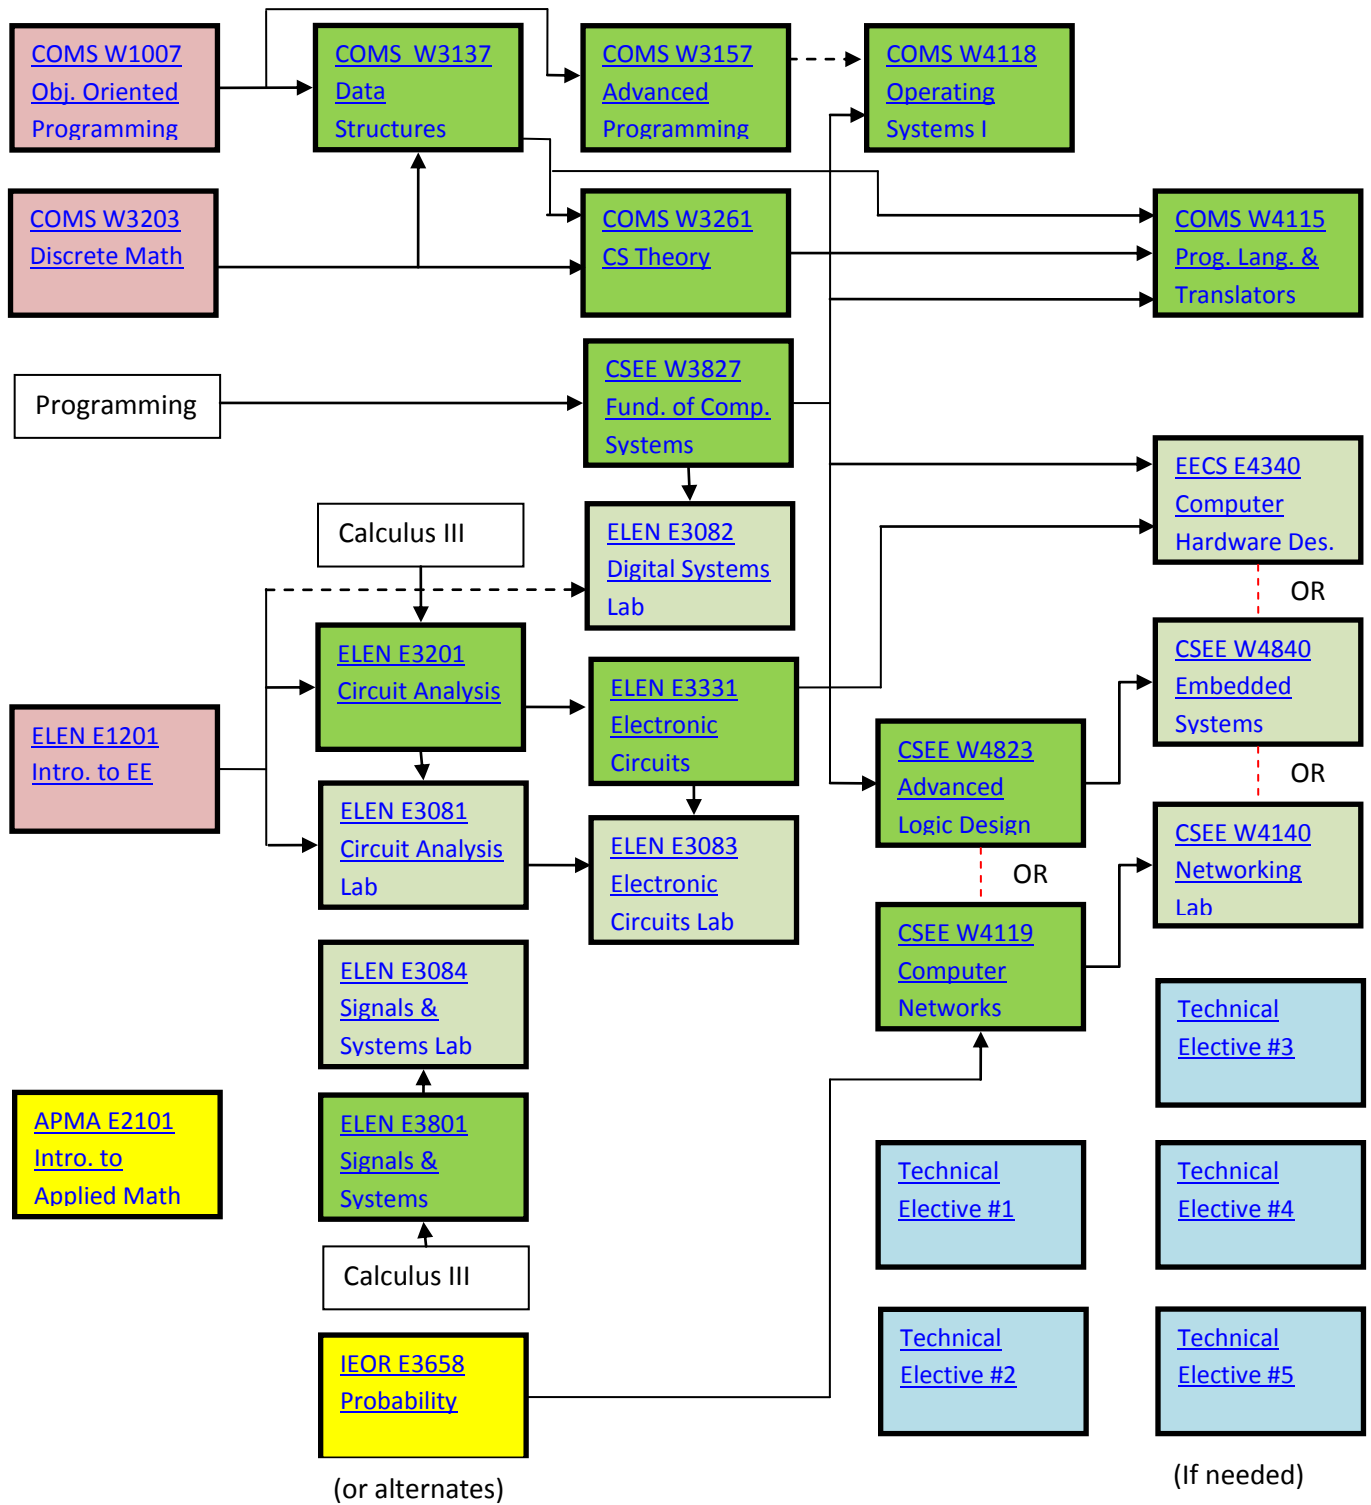 COMS W1007
Obj. Oriented
Programming
COMS  W3137
Data
Structures
COMS W3157
Advanced
Programming
COMS W4118
Operating
Systems I
COMS W3203
Discrete Math
COMS W3261
CS Theory
COMS W4115
Prog. Lang. &
Translators
Programming
CSEE W3827
Fund. of Comp.
Systems
EECS E4340
Computer
Hardware Des.
Calculus III
ELEN E3082
Digital Systems
Lab
OR
ELEN E3201
Circuit Analysis
ELEN E3331
Electronic
Circuits
CSEE W4840
Embedded
Systems
ELEN E1201
Intro. to EE
CSEE W4823
Advanced
Logic Design
OR
ELEN E3081
Circuit Analysis
Lab
ELEN E3083
Electronic
Circuits Lab
OR
CSEE W4140
Networking
Lab
ELEN E3084
Signals &
Systems Lab
CSEE W4119
Computer
Networks
Technical
Elective #3
APMA E2101
Intro. to
Applied Math
ELEN E3801
Signals &
Systems
Technical
Elective #1
Technical
Elective #4
Calculus III
IEOR E3658
Probability
Technical
Elective #2
Technical
Elective #5
(or alternates)
(If needed)